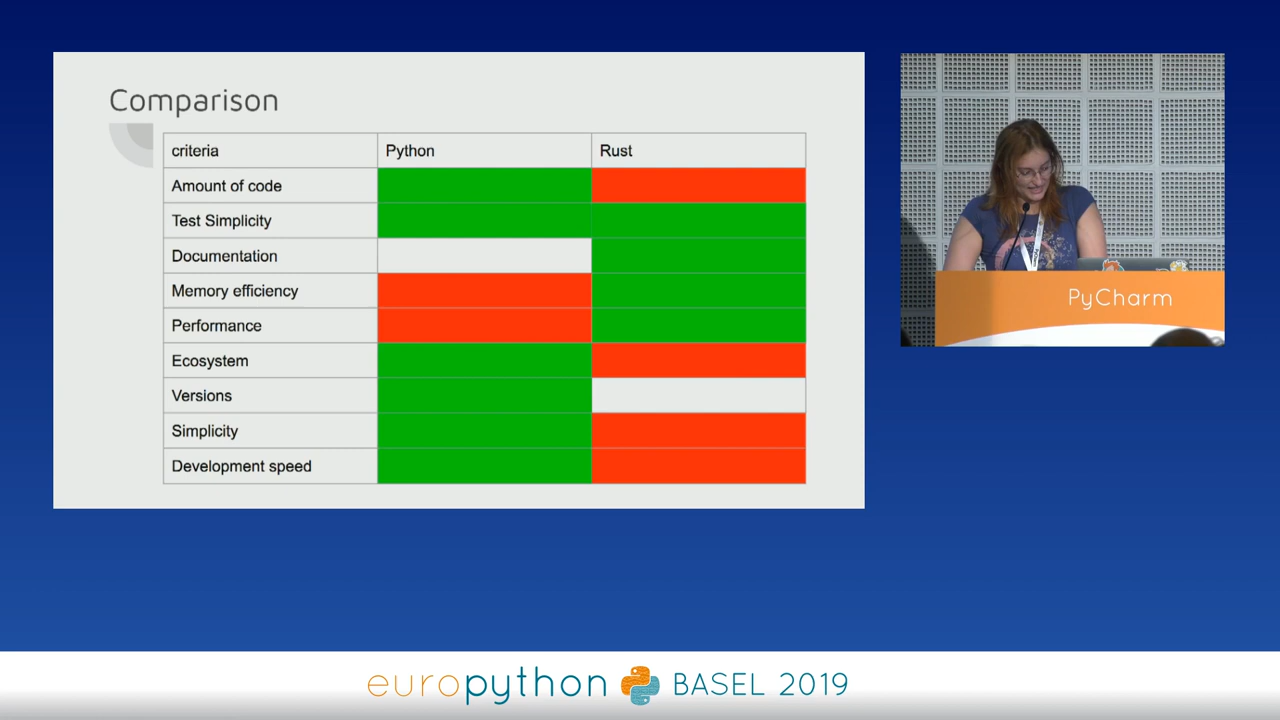 Comparison
criteria Python Rust
Amount of code
Test Simplicity
Documentation
Memory efficiency
Performance
Ecosystem
Versions
Simplicity
Development speed
PyCharm
europython BASEL 2019